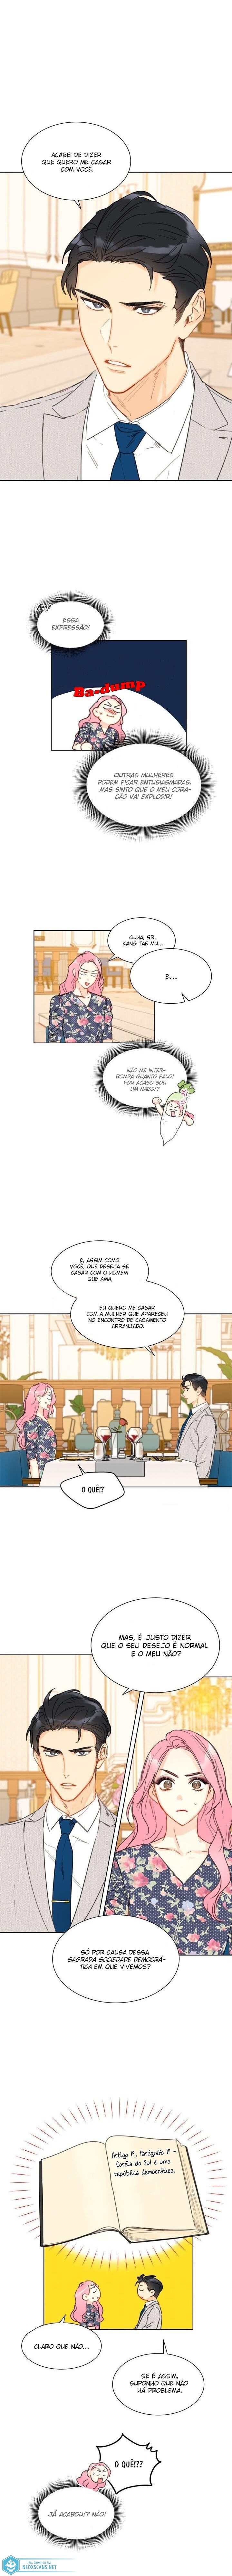 ACABEI DE DIZER
QUE QUERO ME CASAR
COM VOCÊ.
ESSA
EXPRESSÃO!
Ba-dump
OUTRAS MULHERES
PODEM FICAR ENTUSIASMADAS,
MAS SINTO QUE O MEU CORA-
ÇÃO VAI EXPLODIR!
OLHA, SR.
KANG TAE MU...
E...
NÃO ME INTER-
ROMPA QUANTO FALO!
POR ACASO SOU
UM NABO!?
E, ASSIM COMO
VOCÊ, QUE DESEJA SE
CASAR COM O HOMEM
QUE AMA,
EU QUERO ME CASAR
COM A MULHER QUE APARECEU
NO ENCONTRO DE CASAMENTO
ARRANJADO.
O QUÊ!?
MAS, É JUSTO DIZER
QUE O SEU DESEJO É NORMAL
E O MEU NÃO?
SÓ POR CAUSA DESSA
SAGRADA SOCIEDADE DEMOCRÁ-
TICA EM QUE VIVEMOS?
Artigo 1º, Parágrafo 1º -
Coréia do Sul é uma
república democrática.
CLARO QUE NÃO...
SE É ASSIM,
SUPONHO QUE NÃO
HÁ PROBLEMA.
O QUÊ!??
JÁ ACABOU!? NÃO!
NEOXSCANS.NET